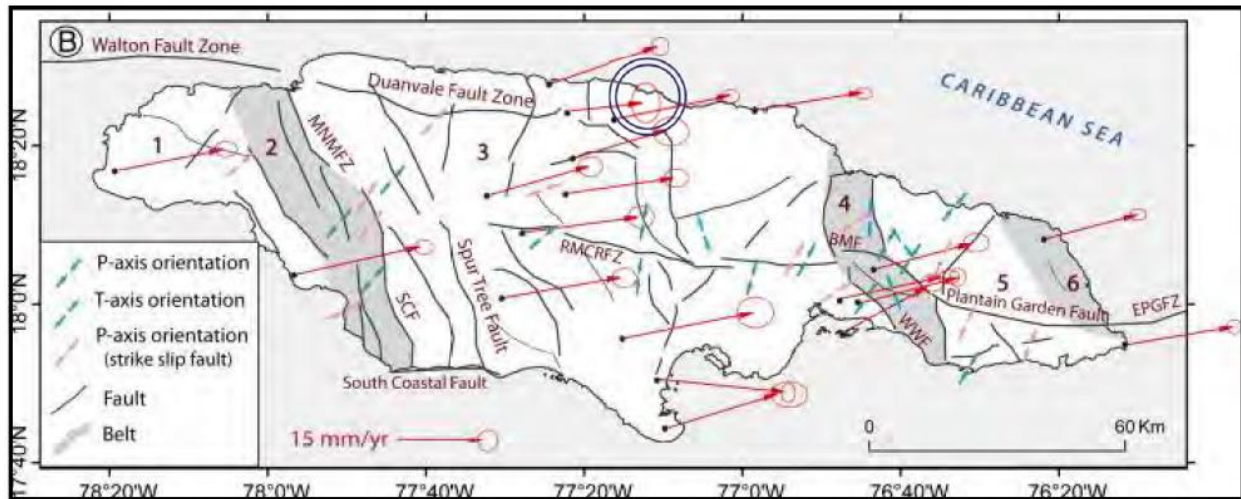 B
Walton Fault Zone
Duanvale Fault Zone
CARIBBEAN SEA
18°20'N
18°0'N
17°40'N
1
2
MNMFZ
3
4
BMF
5
6
RMCRFZ
Spur Tree Fault
SCF
Plantain Garden Fault
EPGFZ
WWF
South Coastal Fault
P-axis orientation
T-axis orientation
P-axis orientation
(strike slip fault)
Fault
Belt
15 mm/yr
0 60 Km
78°20'W 78°0'W 77°40'W 77°20'W 77°0'W 76°40'W 76°20'W